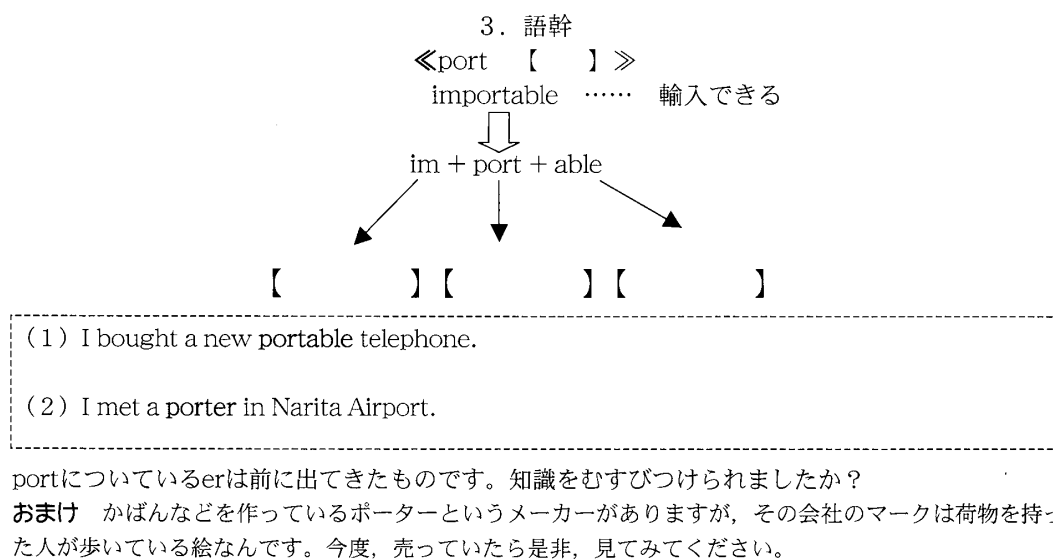 3. 語幹
≪port 【　　】≫
importable …… 輸入できる
im + port + able
【　　　　】【　　　　】【　　　　】
(1) I bought a new portable telephone.
(2) I met a porter in Narita Airport.
portについているerは前に出てきたものです。知識をむすびつけられましたか？
おまけ　かばんなどを作っているポーターというメーカーがありますが，その会社のマークは荷物を持っ
た人が歩いている絵なんです。今度，売っていたら是非，見てみてください。